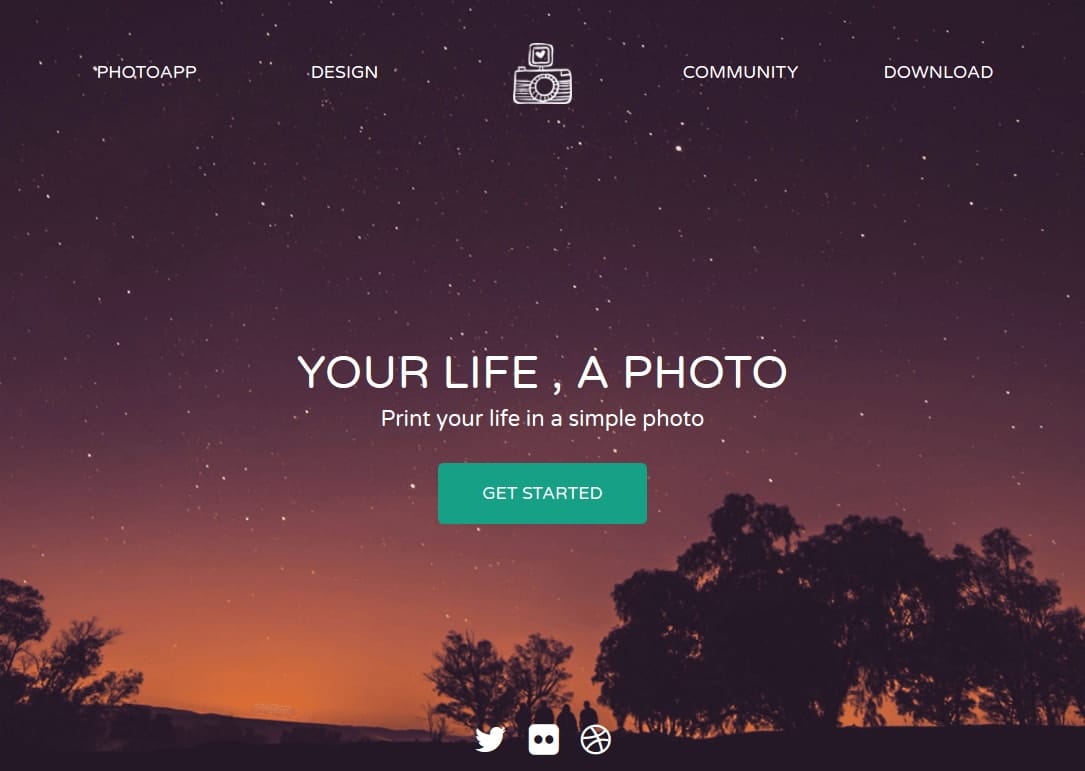 PHOTOAPP
DESIGN
COMMUNITY
DOWNLOAD
YOUR LIFE , A PHOTO
Print your life in a simple photo
GET STARTED